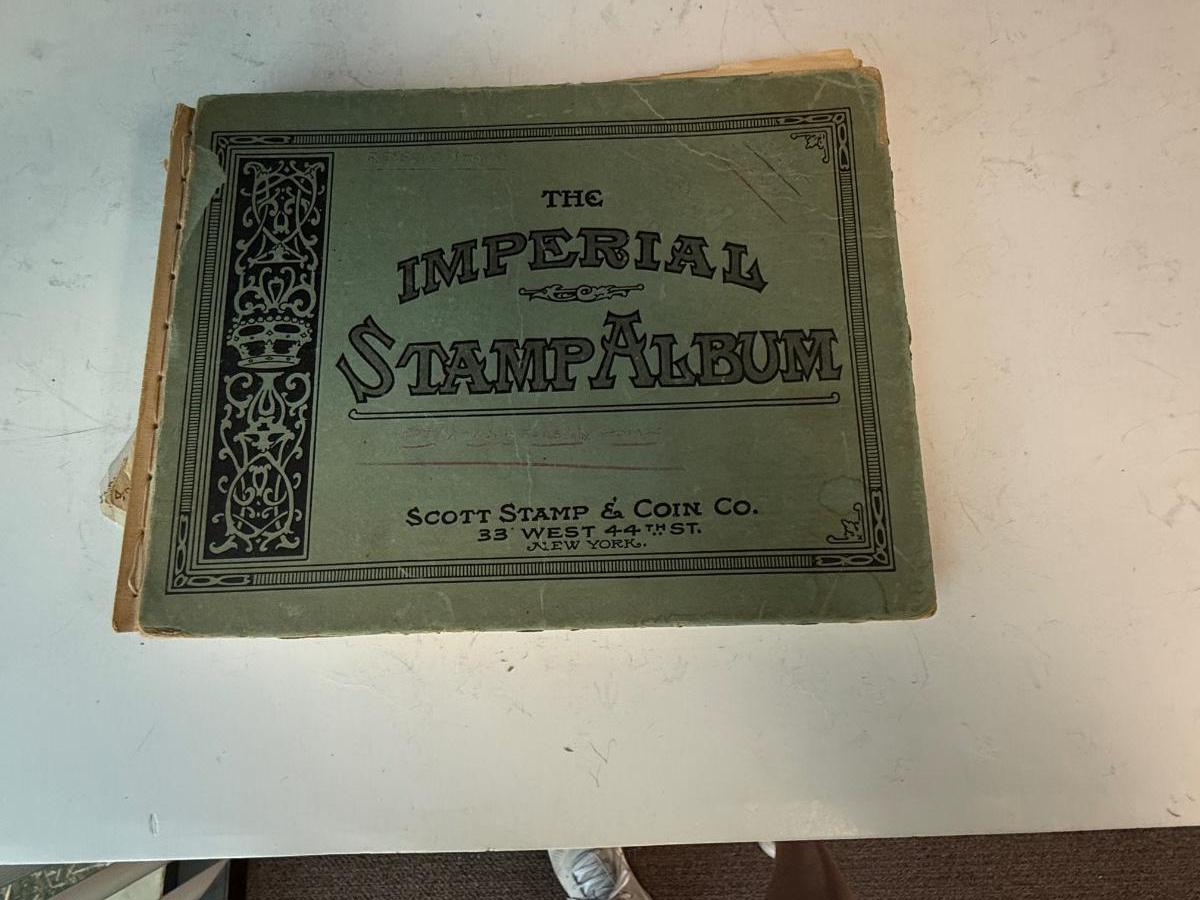 THE
IMPERIAL
STAMP ALBUM
SCOTT STAMP & COIN CO.
33 WEST 44TH ST.
NEW YORK.